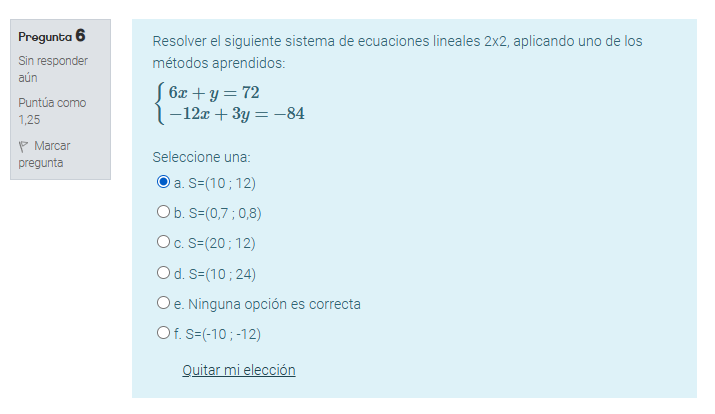 Pregunta 6
Sin responder
aún
Puntúa como
1,25
Marcar
pregunta
Resolver el siguiente sistema de ecuaciones lineales 2x2, aplicando uno de los
métodos aprendidos:
6x + y = 72
−12x + 3y = −84
Seleccione una:
a. S=(10 ; 12)
b. S=(0,7 ; 0,8)
c. S=(20 ; 12)
d. S=(10 ; 24)
e. Ninguna opción es correcta
f. S=(-10 ; -12)
Quitar mi elección